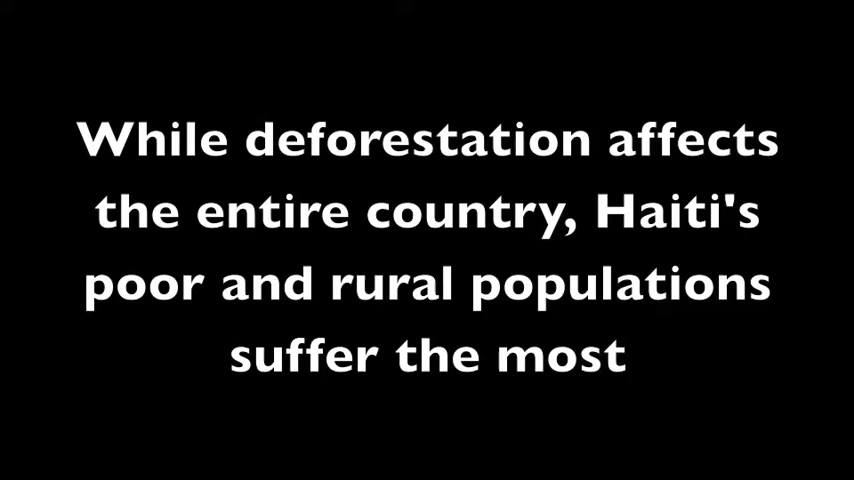 While deforestation affects
the entire country, Haiti's
poor and rural populations
suffer the most